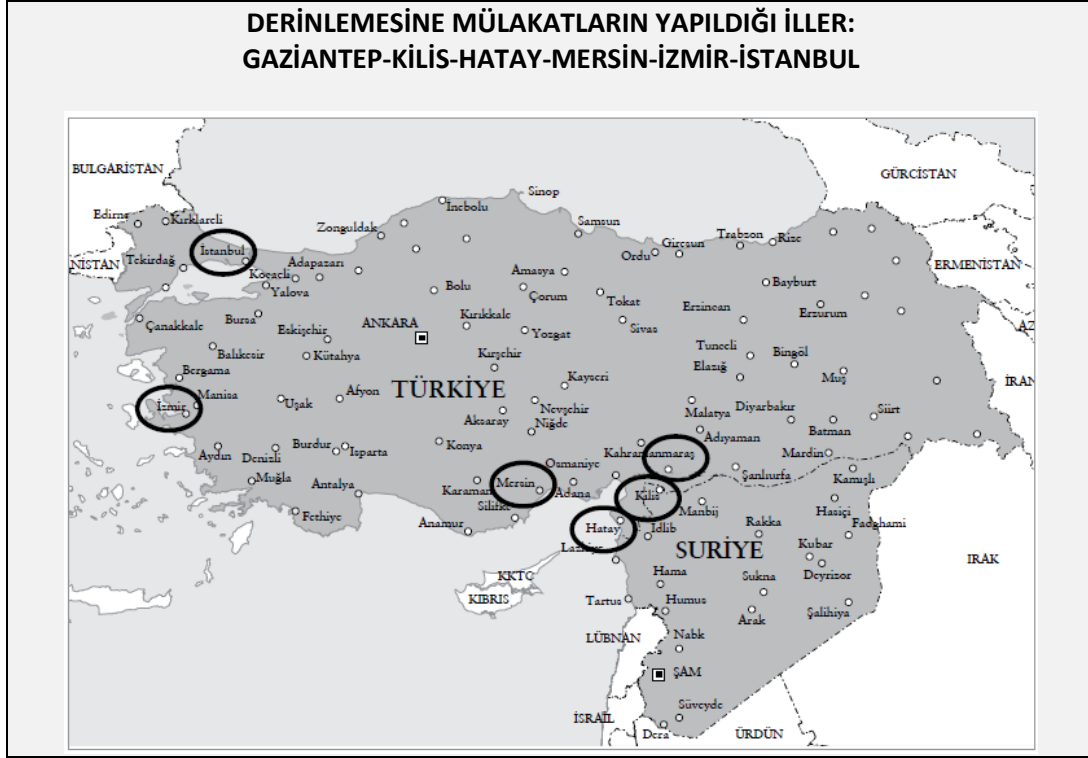 DERİNLEMESİNE MÜLAKATLARIN YAPILDIĞI İLLER:
GAZİANTEP-KİLİS-HATAY-MERSİN-İZMİR-İSTANBUL
BULGARİSTAN
GÜRCİSTAN
Sinop
İnebolu
Edirne
Kırklareli
Zonguldak
Samsun
Trabzon
Rize
İstanbul
Ordu
Giresun
NİSTAN
Tekirdağ
Kocaeli
Adapazarı
Amasya
ERMENİSTAN
Yalova
Bolu
Çorum
Tokat
Bayburt
Çanakkale
Bursa
Eskişehir
ANKARA
Kırıkkale
Yozgat
Sivas
Erzincan
Erzurum
AZ
Balıkesir
Kütahya
Kırşehir
Tunceli
Elazığ
Bingöl
Bergama
Kayseri
Muş
İRAN
Manisa
Uşak
Afyon
TÜRKİYE
İzmir
Aksaray
Nevşehir
Niğde
Malatya
Diyarbakır
Siirt
Batman
Adıyaman
Aydın
Denizli
Burdur
Isparta
Konya
Kahramanmaraş
Mardin
Muğla
Antalya
Karaman
Mersin
Osmaniye
Adana
Şanlıurfa
Kamışlı
Fethiye
Silifke
Kilis
Manbij
Hasiçi
Anamur
Hatay
İdlib
Rakka
Fadghami
Lazkiye
SURİYE
Kubar
IRAK
KKTC
Hama
Sukna
Deyrizor
KIBRIS
Tartus
Humus
Arak
Şalihiya
LÜBNAN
Nabk
ŞAM
İSRAİL
Süveyde
Dera
ÜRDÜN